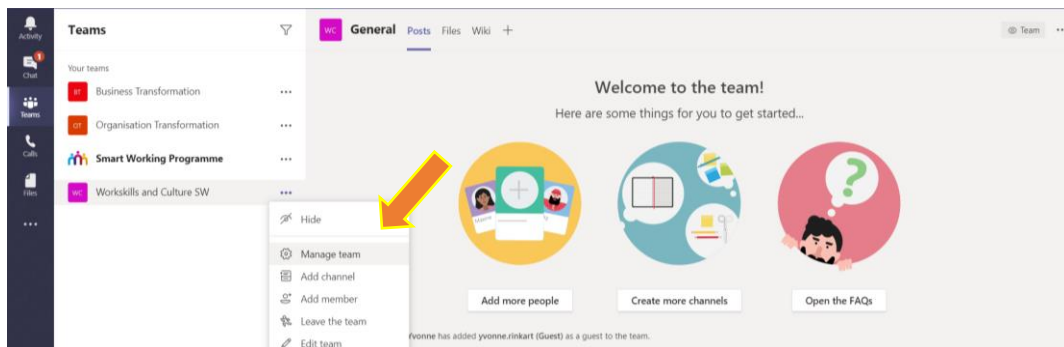 Activity
Chat
1
Teams
Calls
Files
Teams
Your teams
BT Business Transformation
OT Organisation Transformation
Smart Working Programme
WC Workskills and Culture SW
Hide
Manage team
Add channel
Add member
Leave the team
Edit team
WC General Posts Files Wiki
Team
Welcome to the team!
Here are some things for you to get started...
Add more people
Create more channels
Open the FAQs
Yvonne has added yvonne.rinkart (Guest) as a guest to the team.